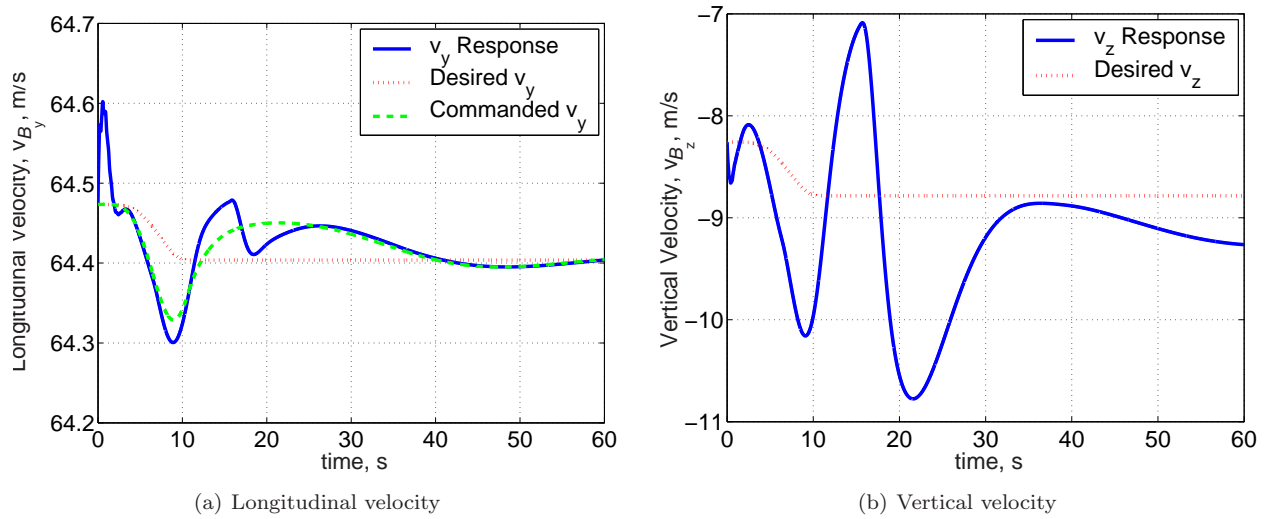 64.7
64.6
64.5
64.4
64.3
64.2
0
10
20
30
40
50
60
Longitudinal Velocity, v_B_y, m/s
time, s
v_y Response
Desired v_y
Commanded v_y
(a) Longitudinal velocity
−7
−8
−9
−10
−11
0
10
20
30
40
50
60
Vertical Velocity, v_B_z, m/s
time, s
v_z Response
Desired v_z
(b) Vertical velocity